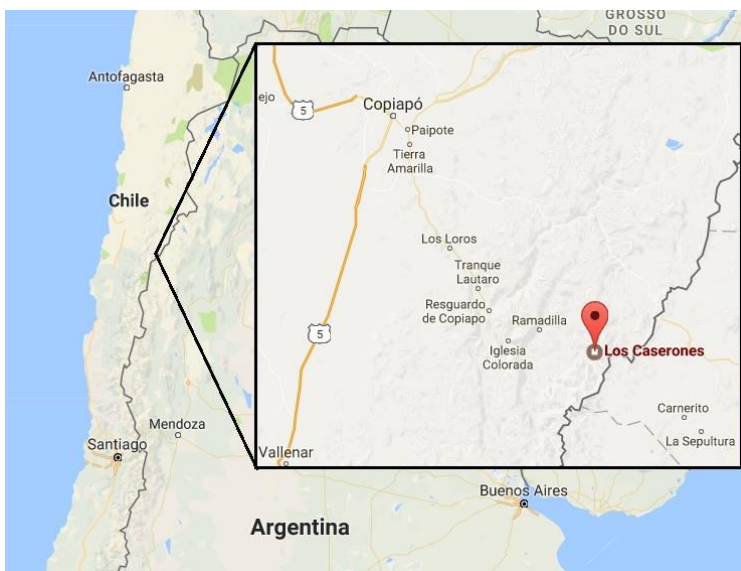 GROSSO
DO SUL
Antofagasta
ejo
5
Copiapó
Paipote
Tierra
Amarilla
Chile
Los Loros
Tranque
Lautaro
Resguardo
de Copiapo
Ramadilla
5
Iglesia
Colorada
Los Caserones
Carnerito
La Sepultura
Mendoza
Santiago
Vallenar
Buenos Aires
Argentina